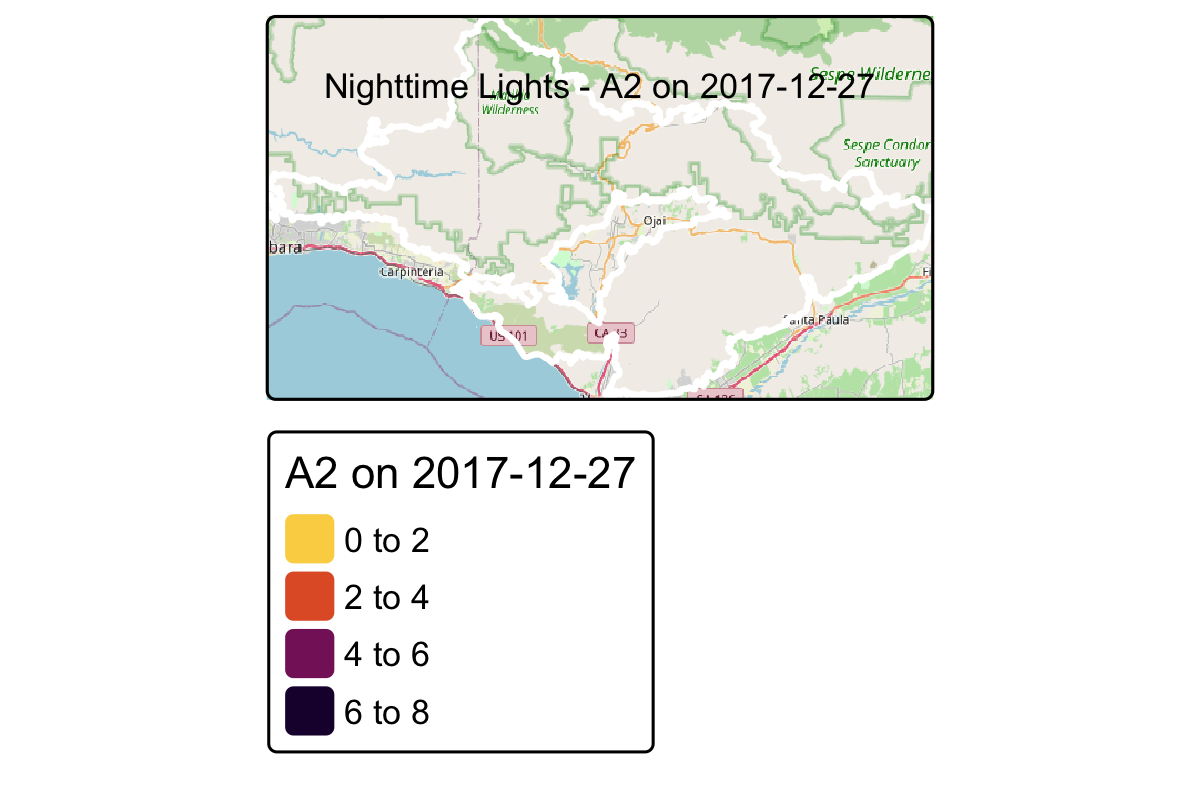 Sespe Wilderne
Nighttime Lights - A2 on 2017-12-27
Wilderness
Sespe Condor
Sanctuary
Ojai
bara
Carpinteria
Fi
Santa Paula
US 101
CA 33
A2 on 2017-12-27
0 to 2
2 to 4
4 to 6
6 to 8